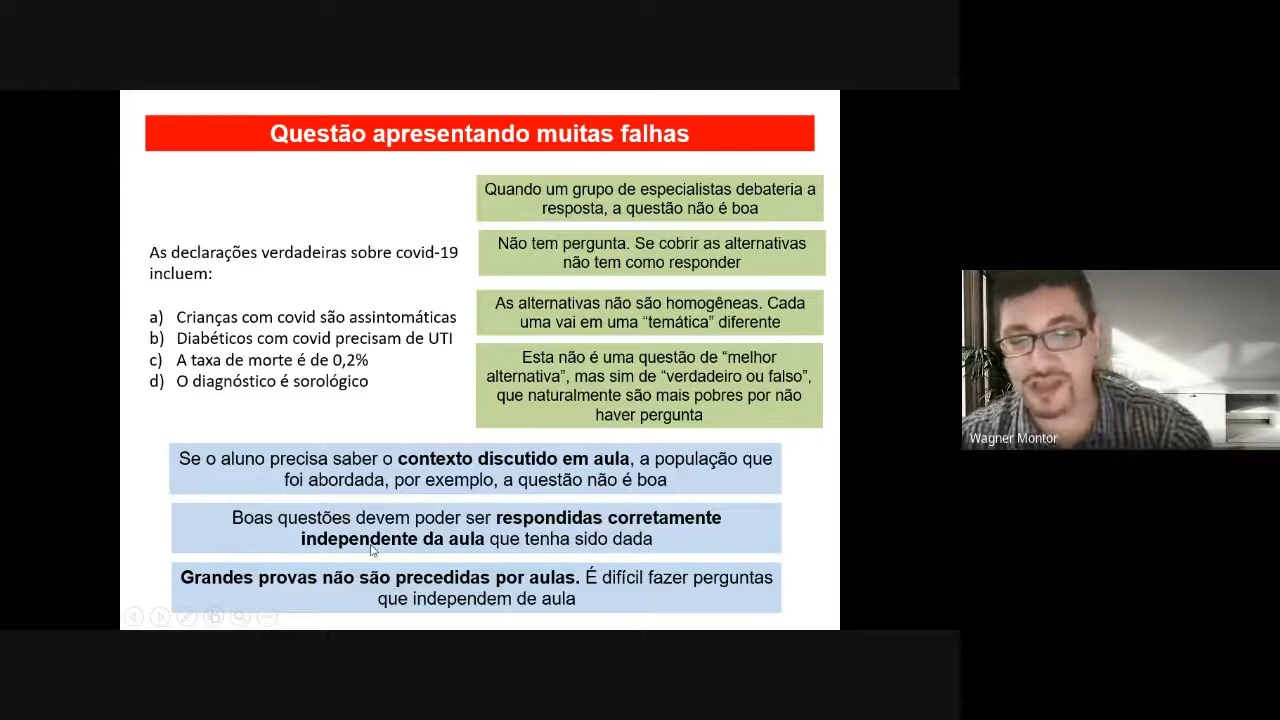 Questão apresentando muitas falhas
Quando um grupo de especialistas debateria a
resposta, a questão não é boa
Não tem pergunta. Se cobrir as alternativas
não tem como responder
As declarações verdadeiras sobre covid-19
incluem:
a) Crianças com covid são assintomáticas
b) Diabéticos com covid precisam de UTI
c) A taxa de morte é de 0,2%
d) O diagnóstico é sorológico
As alternativas não são homogêneas. Cada
uma vai em uma “temática” diferente
Esta não é uma questão de “melhor
alternativa”, mas sim de “verdadeiro ou falso”,
que naturalmente são mais pobres por não
haver pergunta
Se o aluno precisa saber o contexto discutido em aula, a população que
foi abordada, por exemplo, a questão não é boa
Boas questões devem poder ser respondidas corretamente
independente da aula que tenha sido dada
Grandes provas não são precedidas por aulas. É difícil fazer perguntas
que independem de aula
Wagner Montor